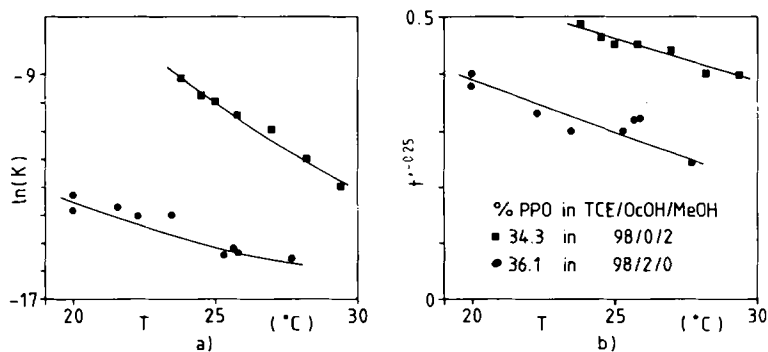 -9
ln(K)
-17
20
25
30
T
(°C)
a)
0.5
t'^-0.25
0
% PPO in TCE/OcOH/MeOH
■ 34.3 in 98/0/2
● 36.1 in 98/2/0
20
25
30
T
(°C)
b)